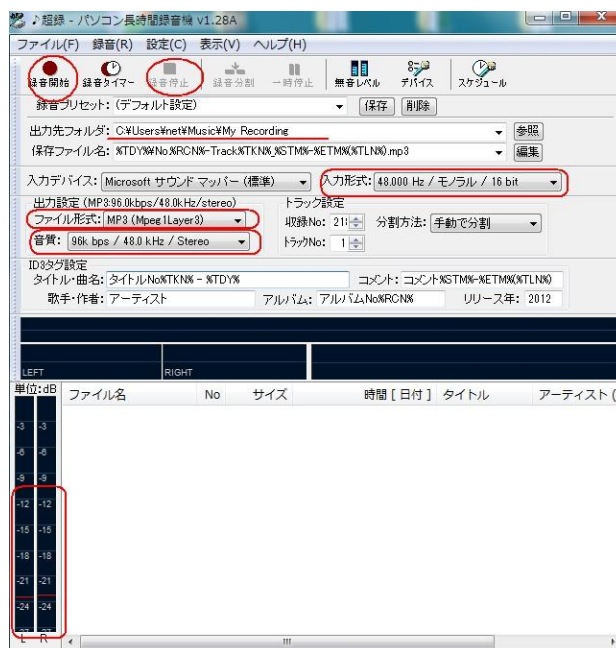 ♪超録 - パソコン長時間録音機 v1.28A
ファイル(F) 録音(R) 設定(C) 表示(V) ヘルプ(H)
録音開始 録音タイマー 録音停止 録音分割 一時停止 無音レベル デバイス スケジュール
録音プリセット: (デフォルト設定) 保存 削除
出力先フォルダ: C:¥Users¥net¥Music¥My Recording 参照
保存ファイル名: %TDY%¥No.%RCN%-Track%TKN%_%STM%-%ETM%(%TLN%).mp3 編集
入力デバイス: Microsoft サウンド マッパー (標準) 入力形式: 48.000 Hz / モノラル / 16 bit
出力設定 (MP3:96.0kbps/48.0kHz/stereo) トラック設定
ファイル形式: MP3 (Mpeg1Layer3) 収録No: 218 分割方法: 手動で分割
音質: 96k bps / 48.0 kHz / Stereo トラックNo: 1
ID3タグ設定
タイトル・曲名: タイトルNo%TKN% - %TDY% コメント: コメント%STM%-%ETM%(%TLN%)
歌手・作者: アーティスト アルバム: アルバムNo%RCN% リリース年: 2012
LEFT RIGHT
単位:dB ファイル名 No サイズ 時間 [ 日付 ] タイトル アーティスト (
-3 -3
-6 -6
-9 -9
-12 -12
-15 -15
-18 -18
-21 -21
-24 -24
-27 -27
L R